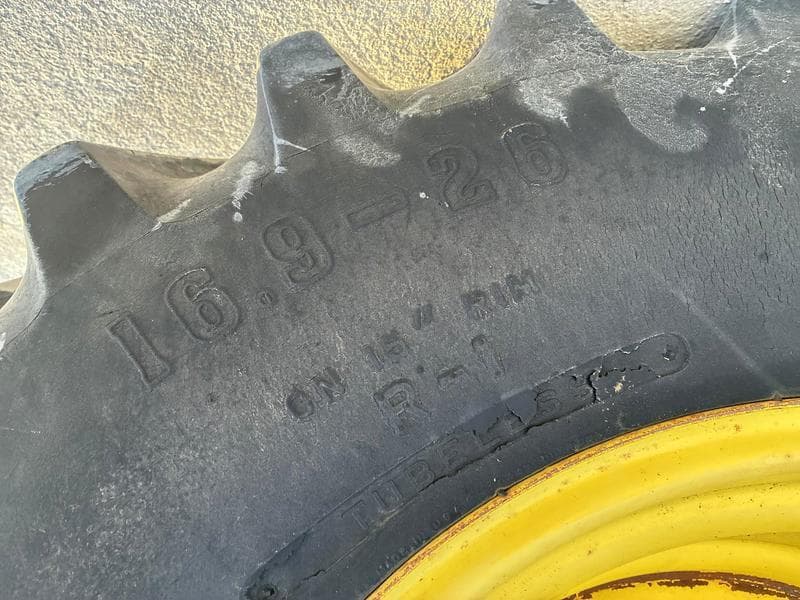 16.9-26
ON 15" RIM
R-1
TUBELESS